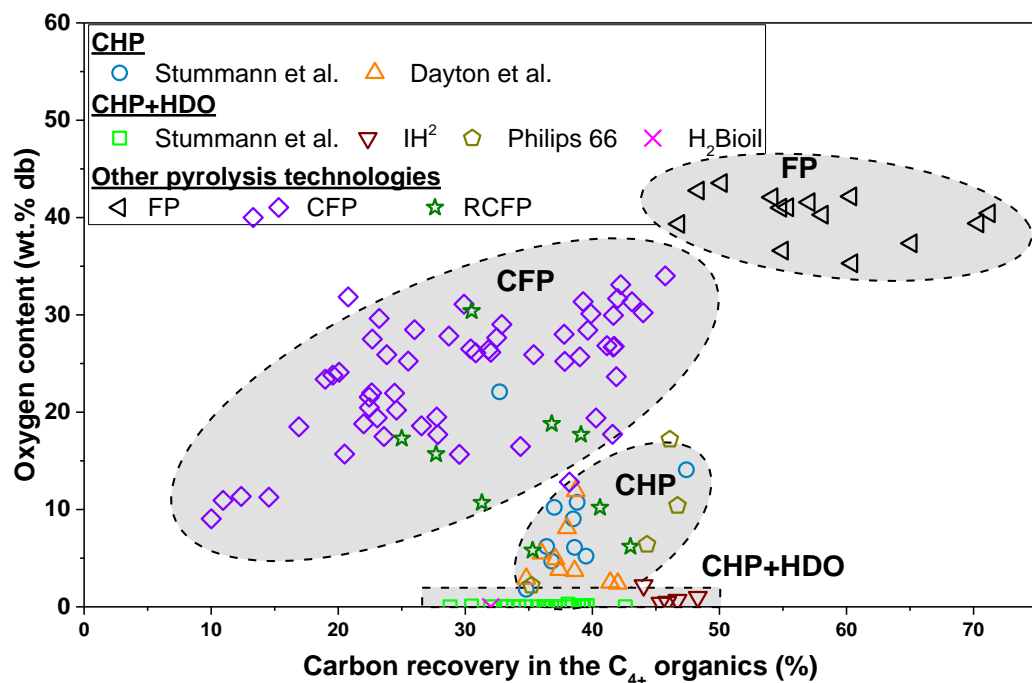 60
50
40
30
20
10
0
Oxygen content (wt.% db)
CHP
Stummann et al. Dayton et al.
CHP+HDO
Stummann et al. IH² Philips 66 H₂Bioil
Other pyrolysis technologies
FP CFP RCFP
FP
CFP
CHP
CHP+HDO
0 10 20 30 40 50 60 70
Carbon recovery in the C₄₊ organics (%)